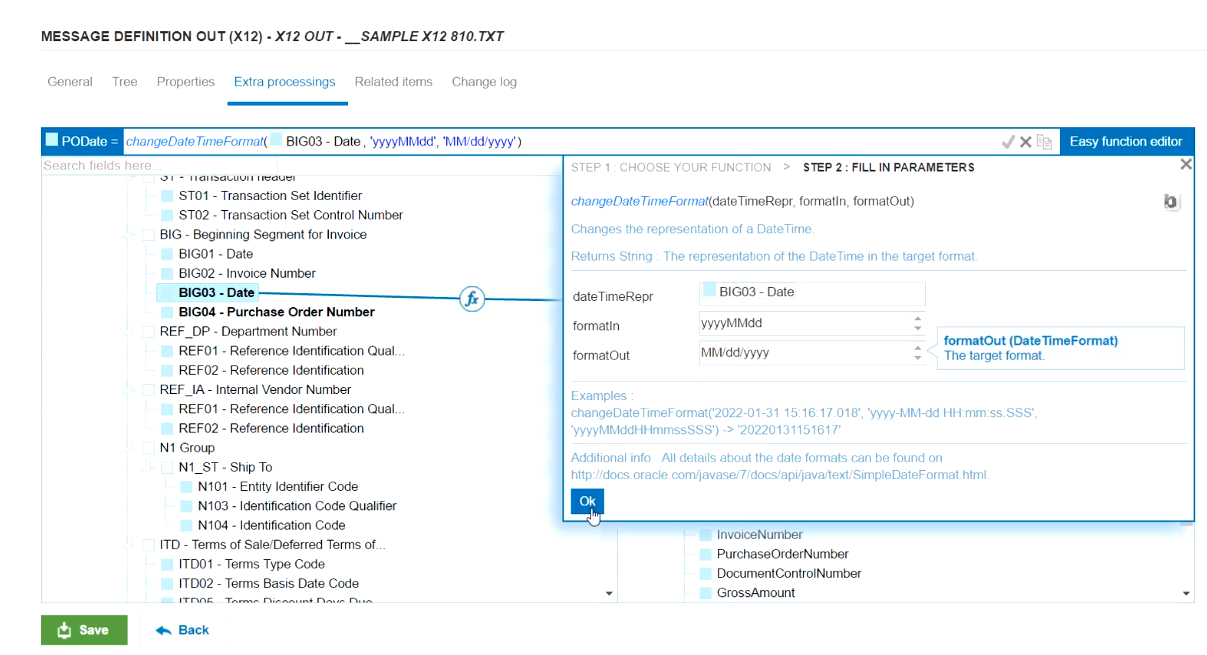 MESSAGE DEFINITION OUT (X12) - X12 OUT - __SAMPLE X12 810.TXT
General Tree Properties Extra processings Related items Change log
PODate = changeDateTimeFormat( BIG03 - Date , 'yyyyMMdd', 'MM/dd/yyyy' ) Easy function editor
Search fields here
ST - Transaction Header
ST01 - Transaction Set Identifier
ST02 - Transaction Set Control Number
BIG - Beginning Segment for Invoice
BIG01 - Date
BIG02 - Invoice Number
BIG03 - Date
fx
BIG04 - Purchase Order Number
REF_DP - Department Number
REF01 - Reference Identification Qual...
REF02 - Reference Identification
REF_IA - Internal Vendor Number
REF01 - Reference Identification Qual...
REF02 - Reference Identification
N1 Group
N1_ST - Ship To
N101 - Entity Identifier Code
N103 - Identification Code Qualifier
N104 - Identification Code
ITD - Terms of Sale/Deferred Terms of...
ITD01 - Terms Type Code
ITD02 - Terms Basis Date Code
ITD05 - Terms Discount Days Due
STEP 1 : CHOOSE YOUR FUNCTION > STEP 2 : FILL IN PARAMETERS
changeDateTimeFormat(dateTimeRepr, formatIn, formatOut)
Changes the representation of a DateTime.
Returns String : The representation of the DateTime in the target format.
dateTimeRepr BIG03 - Date
formatIn yyyyMMdd
formatOut MM/dd/yyyy
formatOut (DateTimeFormat)
The target format.
Examples :
changeDateTimeFormat('2022-01-31 15:16:17.018', 'yyyy-MM-dd HH:mm:ss.SSS',
'yyyyMMddHHmmssSSS') -> '20220131151617'
Additional info : All details about the date formats can be found on
http://docs.oracle.com/javase/7/docs/api/java/text/SimpleDateFormat.html.
Ok
InvoiceNumber
PurchaseOrderNumber
DocumentControlNumber
GrossAmount
Save Back